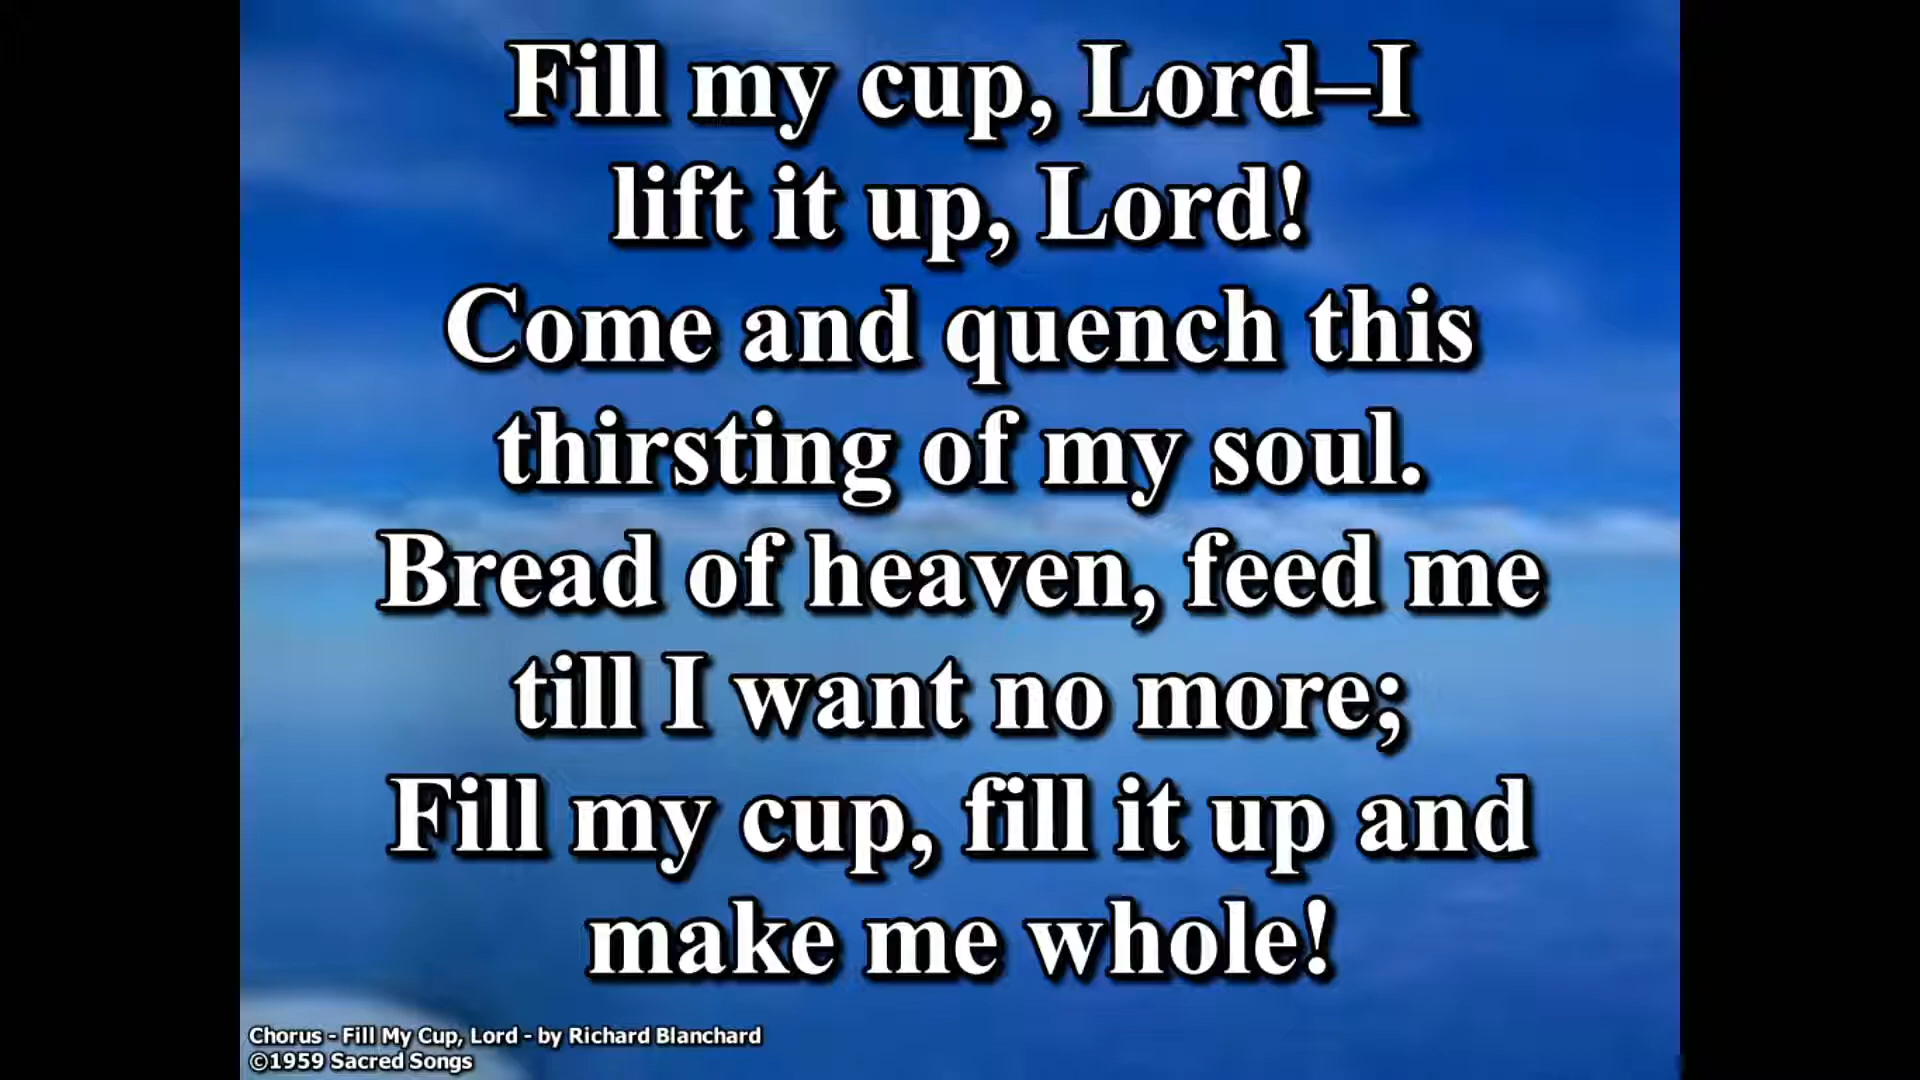 Fill my cup, Lord–I
lift it up, Lord!
Come and quench this
thirsting of my soul.
Bread of heaven, feed me
till I want no more;
Fill my cup, fill it up and
make me whole!
Chorus - Fill My Cup, Lord - by Richard Blanchard
©1959 Sacred Songs